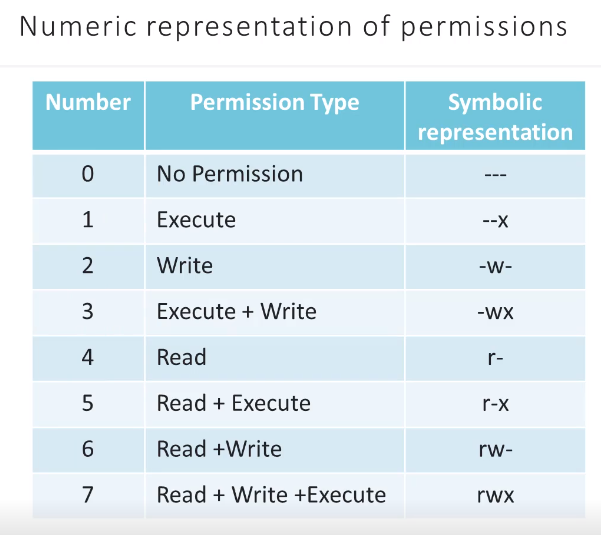 Numeric representation of permissions
Number Permission Type Symbolic
representation
0 No Permission ---
1 Execute --x
2 Write -w-
3 Execute + Write -wx
4 Read r-
5 Read + Execute r-x
6 Read +Write rw-
7 Read + Write +Execute rwx